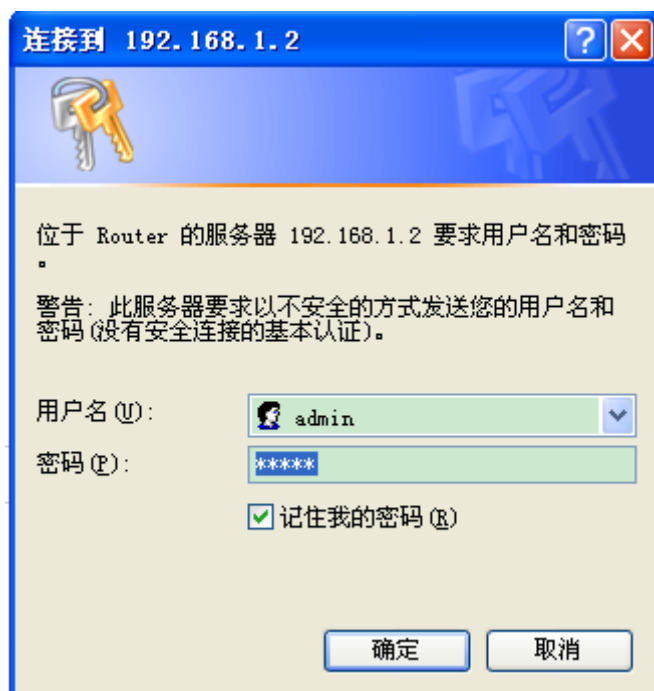 连接到 192.168.1.2
位于 Router 的服务器 192.168.1.2 要求用户名和密码
。
警告: 此服务器要求以不安全的方式发送您的用户名和
密码(没有安全连接的基本认证)。
用户名(U): admin
密码(P): *****
记住我的密码(R)
确定 取消